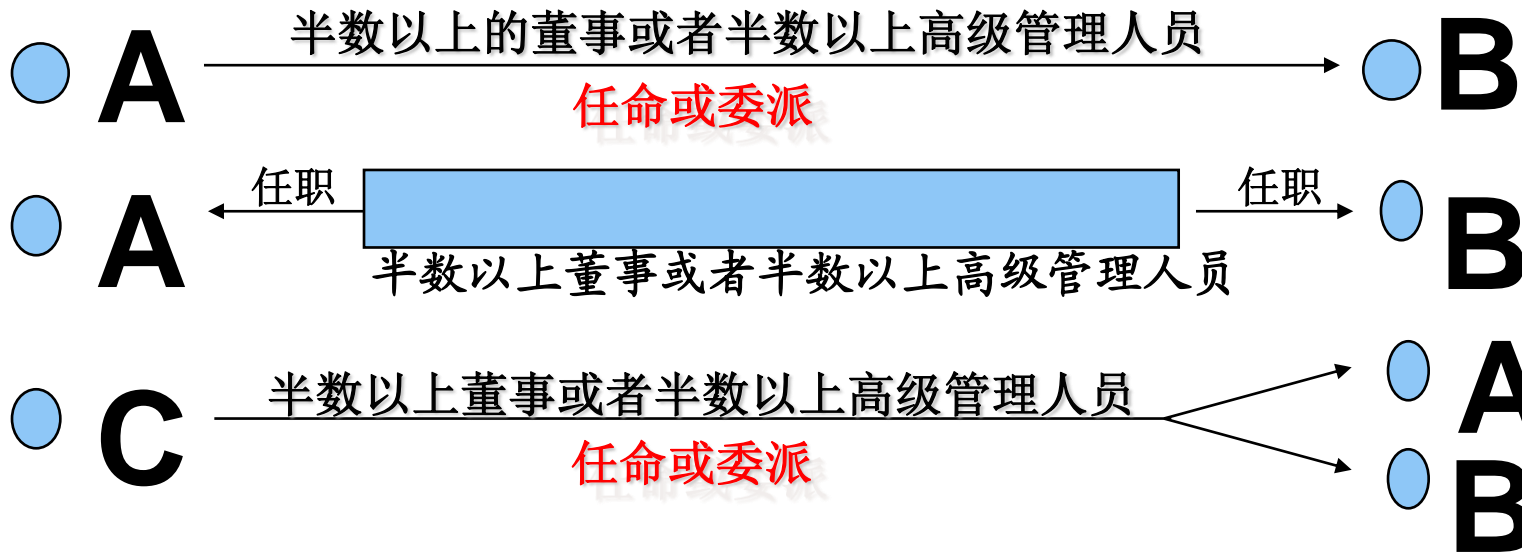 A 半数以上的董事或者半数以上高级管理人员 B
任命或委派
A 任职 任职 B
半数以上董事或者半数以上高级管理人员
A
C 半数以上董事或者半数以上高级管理人员
任命或委派
B